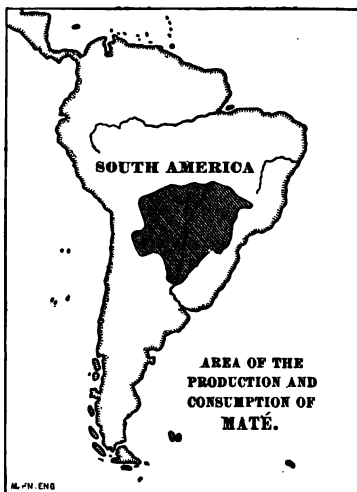 SOUTH AMERICA
AREA OF THE
PRODUCTION AND
CONSUMPTION OF
MATÉ.